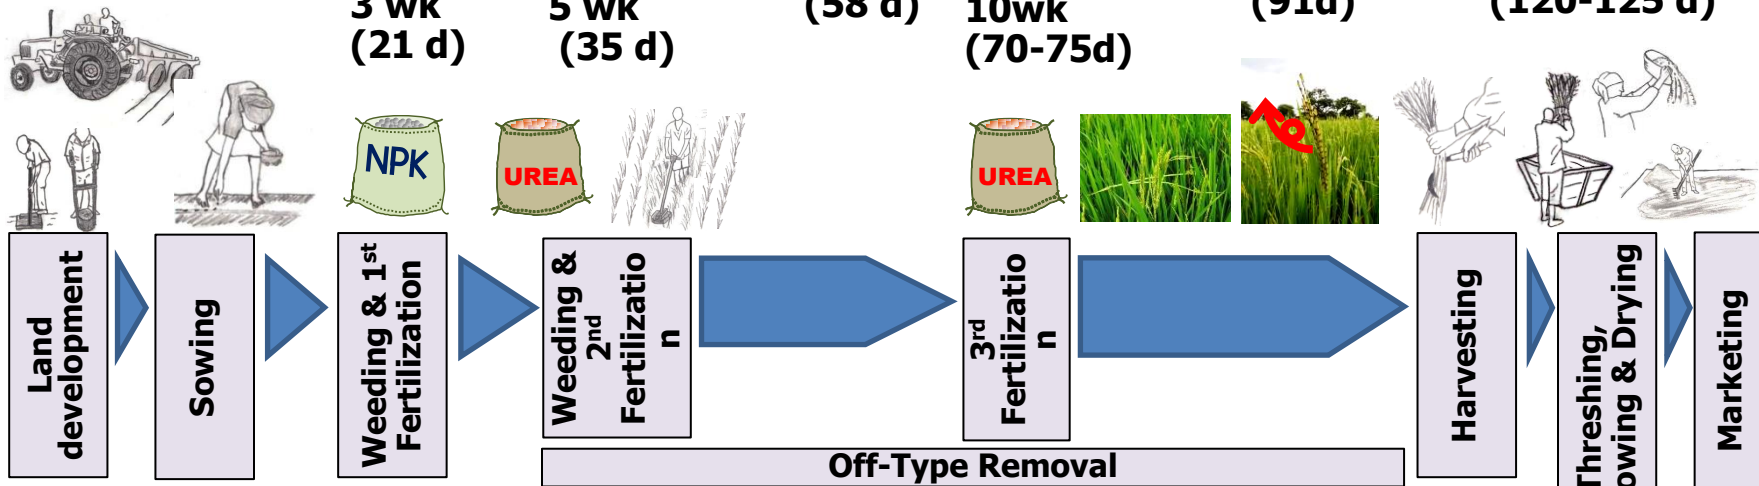 3 wk
(21 d)
5 wk
(35 d)
(58 d)
10wk
(70-75d)
(91d)
(120-125 d)
NPK
UREA
UREA
Land
development
Sowing
Weeding & 1st
Fertilization
Weeding &
2nd
Fertilizatio
n
3rd
Fertilizatio
n
Harvesting
Threshing,
owing & Drying
Marketing
Off-Type Removal